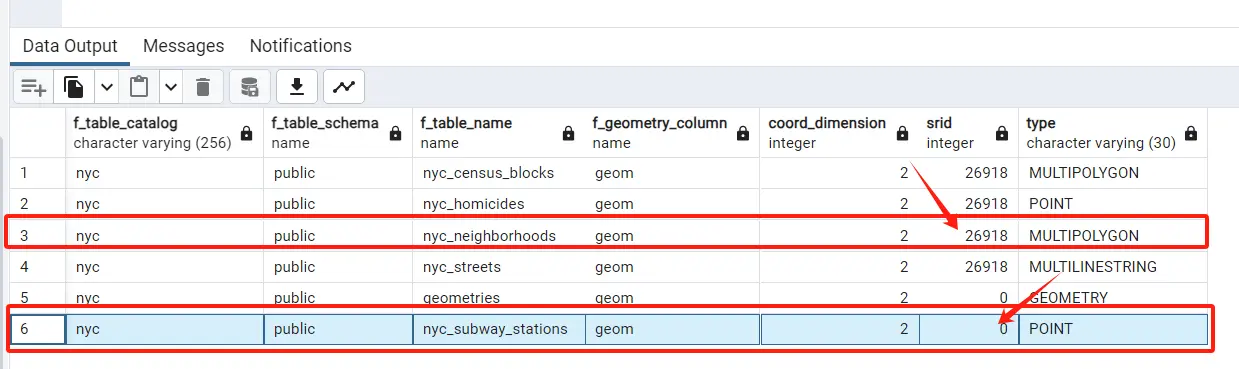 Data Output Messages Notifications
f_table_catalog f_table_schema f_table_name f_geometry_column coord_dimension srid type
character varying (256) name name name integer integer character varying (30)
1 nyc public nyc_census_blocks geom 2 26918 MULTIPOLYGON
2 nyc public nyc_homicides geom 2 26918 POINT
3 nyc public nyc_neighborhoods geom 2 26918 MULTIPOLYGON
4 nyc public nyc_streets geom 2 26918 MULTILINESTRING
5 nyc public geometries geom 2 0 GEOMETRY
6 nyc public nyc_subway_stations geom 2 0 POINT